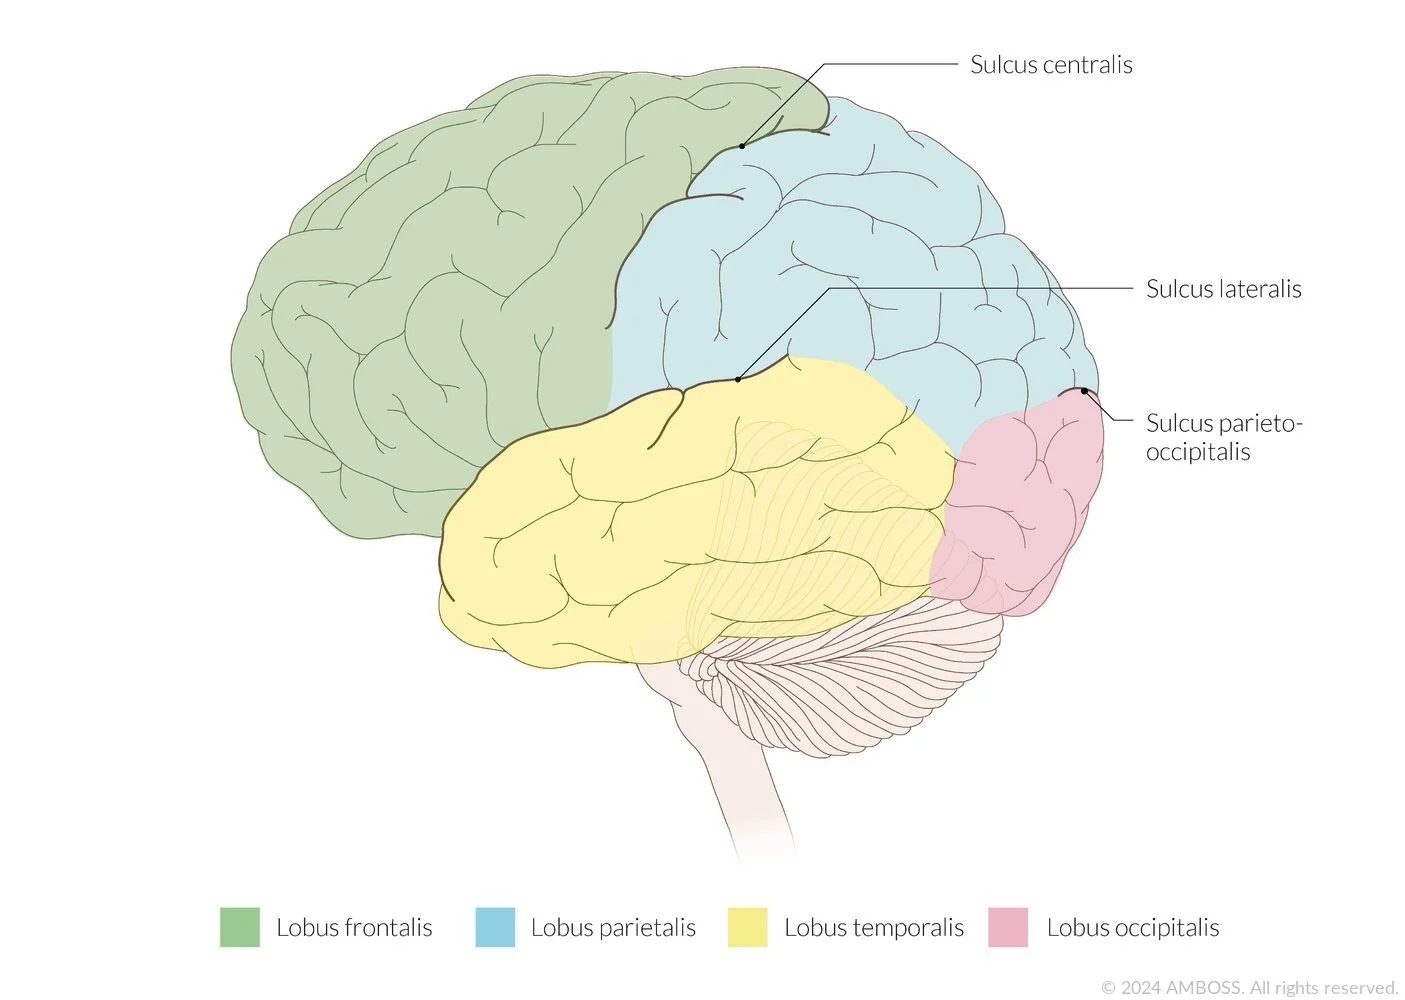 Sulcus centralis
Sulcus lateralis
Sulcus parieto-
occipitalis
Lobus frontalis
Lobus parietalis
Lobus temporalis
Lobus occipitalis
© 2024 AMBOSS. All rights reserved.